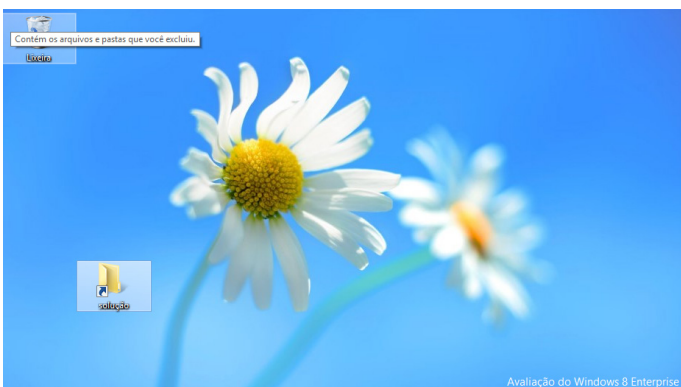 Contém os arquivos e pastas que você excluiu.
Lixeira
solução
Avaliação do Windows 8 Enterprise